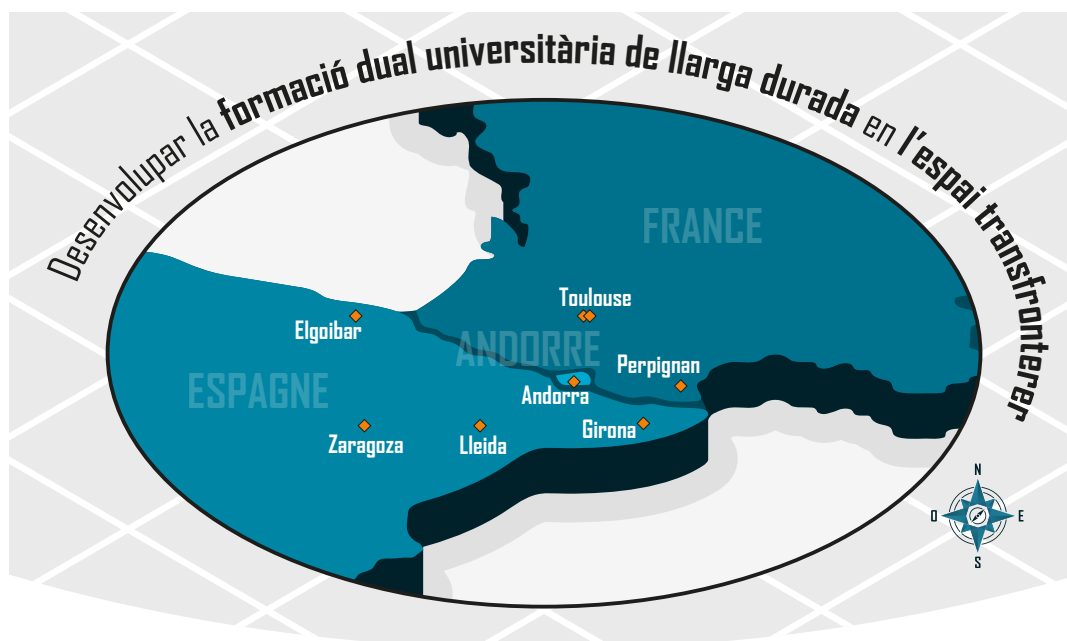 Desenvolupar la formació dual universitària de llarga durada en l'espai transfronterer
FRANCE
Toulouse
Elgoibar
ANDORRE
Perpignan
ESPAGNE
Andorra
Girona
Zaragoza
Lleida
N
O
E
S